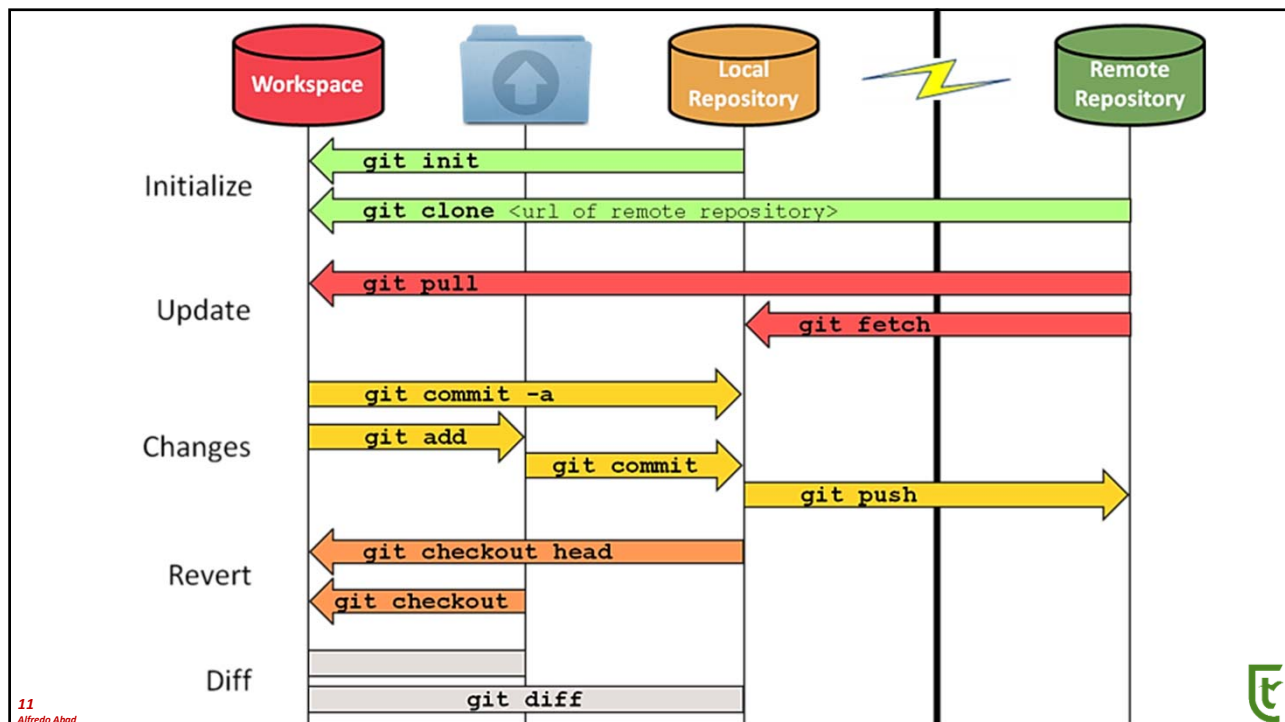 Workspace
Local
Repository
Remote
Repository
Initialize
git init
git clone <url of remote repository>
Update
git pull
git fetch
Changes
git commit -a
git add
git commit
git push
Revert
git checkout head
git checkout
Diff
git diff
11
Alfredo Abad